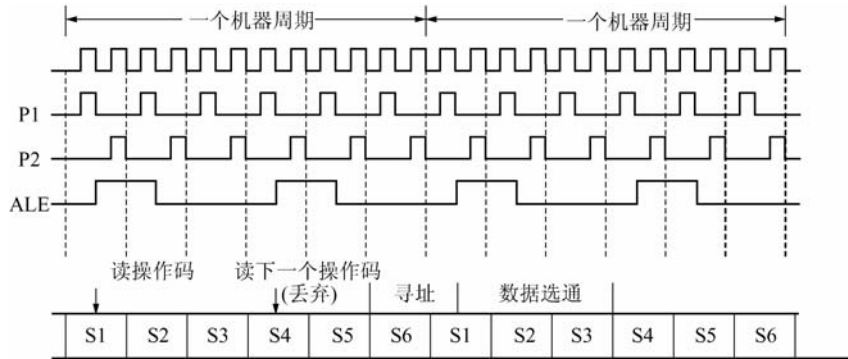 一个机器周期 一个机器周期
P1
P2
ALE
读操作码 读下一个操作码
(丢弃) 寻址 数据选通
S1 S2 S3 S4 S5 S6 S1 S2 S3 S4 S5 S6